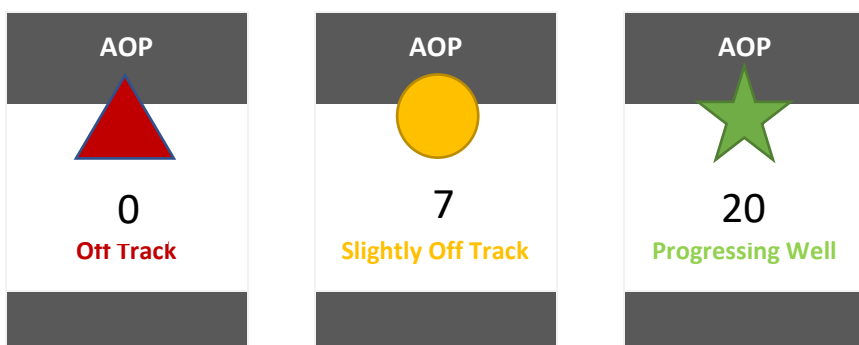 AOP
0
Off Track
AOP
7
Slightly Off Track
AOP
20
Progressing Well